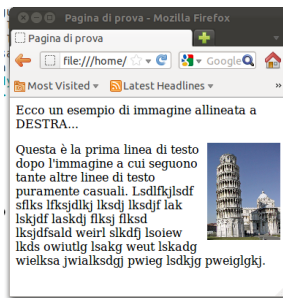 Pagina di prova - Mozilla Firefox
Pagina di prova
file:///home/
Google
Most Visited
Latest Headlines
»
Ecco un esempio di immagine allineata a
DESTRA...
Questa è la prima linea di testo
dopo l'immagine a cui seguono
tante altre linee di testo
puramente casuali. Lsdlfkjlsdf
sflks lfksjdlkj lksdj lksdjf lak
lskjdf laskdj flksj flksd
lksjdfsald weirl slkdfj lsoiew
lkds owiutlg lsakg weut lskadg
wielksa jwialksdgj pwieg lsdkjg pweiglgkj.